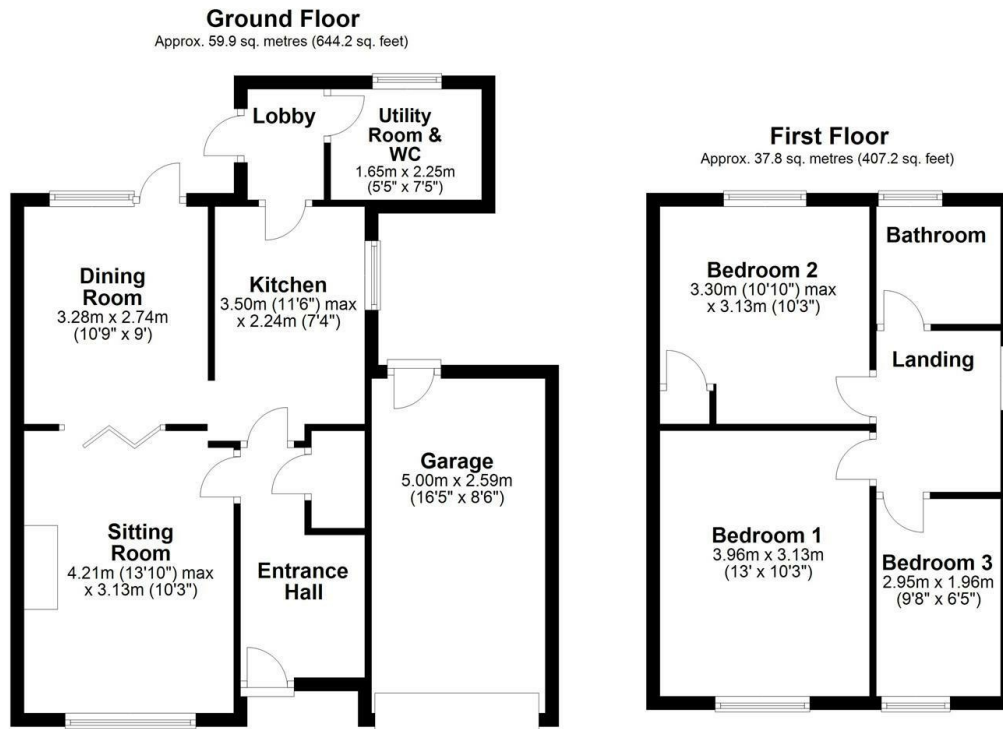 Ground Floor
Approx. 59.9 sq. metres (644.2 sq. feet)
Lobby
Utility
Room &
WC
1.65m x 2.25m
(5'5" x 7'5")
Dining
Room
3.28m x 2.74m
(10'9" x 9')
Kitchen
3.50m (11'6") max
x 2.24m (7'4")
Garage
5.00m x 2.59m
(16'5" x 8'6")
Sitting
Room
4.21m (13'10") max
x 3.13m (10'3")
Entrance
Hall
First Floor
Approx. 37.8 sq. metres (407.2 sq. feet)
Bedroom 2
3.30m (10'10") max
x 3.13m (10'3")
Bathroom
Landing
Bedroom 1
3.96m x 3.13m
(13' x 10'3")
Bedroom 3
2.95m x 1.96m
(9'8" x 6'5")